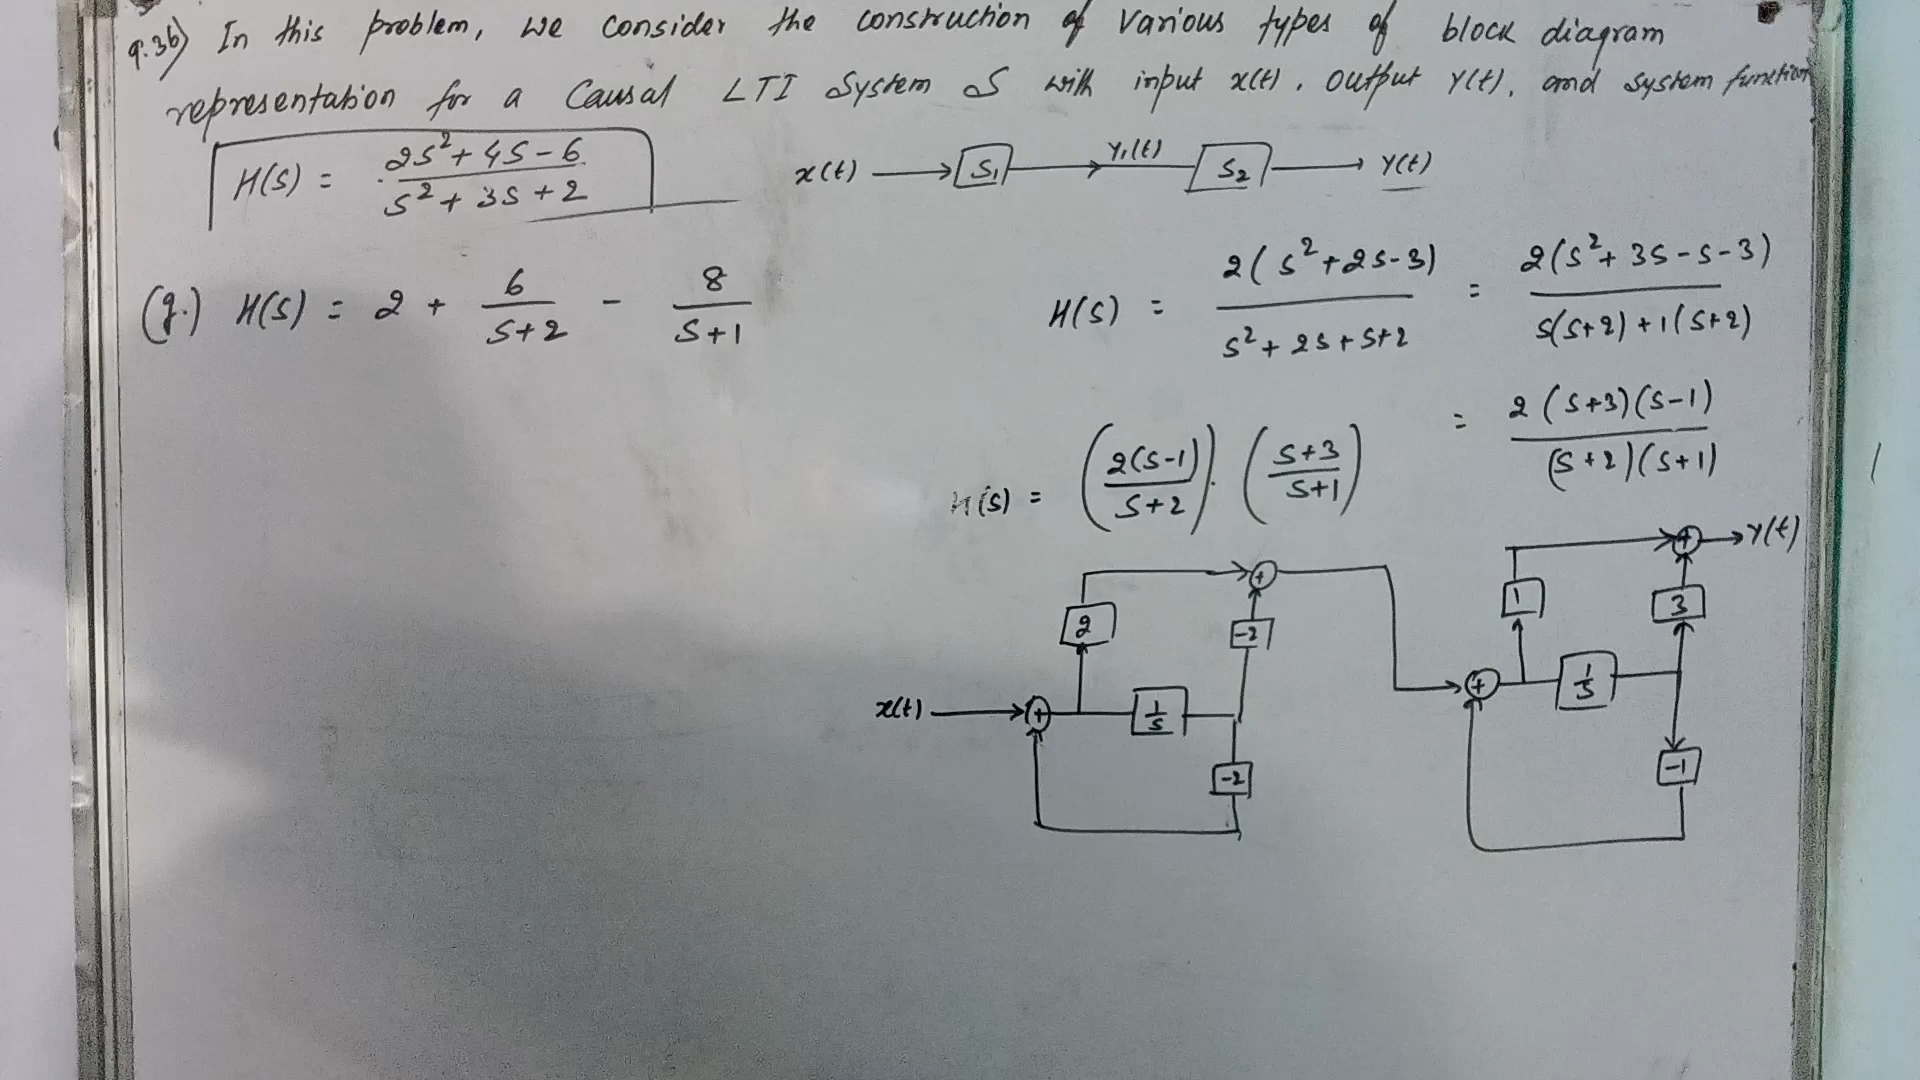 9.36) In this problem, we consider the construction of various types of block diagram
representation for a Causal LTI System S with input x(t), output y(t), and system function
H(s) = 2s²+4s-6 / s²+3s+2
x(t) → S₁ → y₁(t) S₂ → y(t)
(g.) H(s) = 2 + 6/s+2 - 8/s+1
H(s) = 2(s²+2s-3) / s²+2s+s+2 = 2(s²+3s-s-3) / s(s+2)+1(s+2)
= 2(s+3)(s-1) / (s+2)(s+1)
H(s) = (2(s-1)/s+2) · (s+3/s+1)
+ → y(t)
+
1 3
2 -2
x(t) → + 1/s
+ 1/s
-2 -1